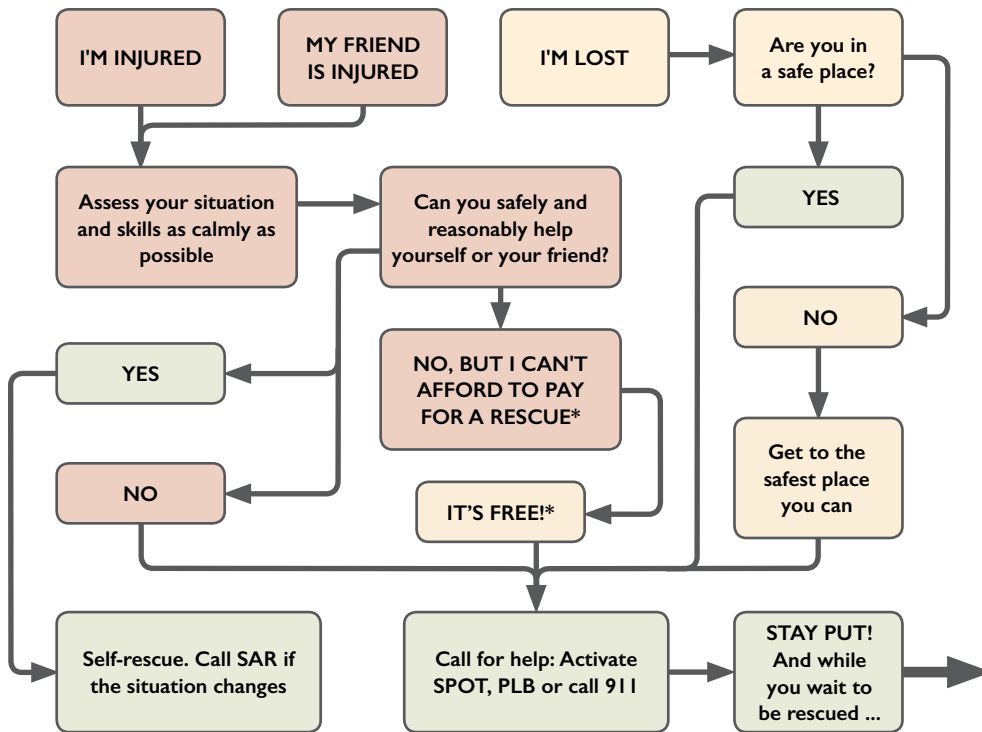 I'M INJURED
MY FRIEND
IS INJURED
I'M LOST
Are you in
a safe place?
Assess your situation
and skills as calmly as
possible
Can you safely and
reasonably help
yourself or your friend?
YES
NO
YES
NO, BUT I CAN'T
AFFORD TO PAY
FOR A RESCUE*
NO
IT'S FREE!*
Get to the
safest place
you can
Self-rescue. Call SAR if
the situation changes
Call for help: Activate
SPOT, PLB or call 911
STAY PUT!
And while
you wait to
be rescued ...